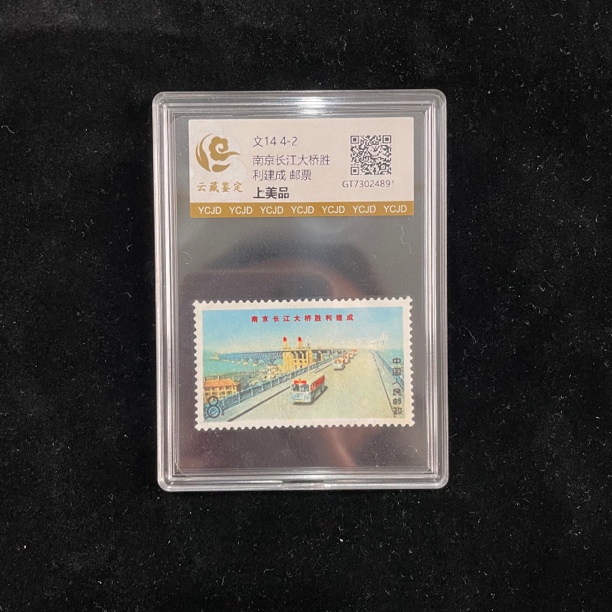 云藏鉴定
文14 4-2
南京长江大桥胜
利建成 邮票
上美品
GT73024891
YCJD YCJD YCJD YCJD YCJD YCJD YCJD
南京长江大桥胜利建成
中国人民邮政
8